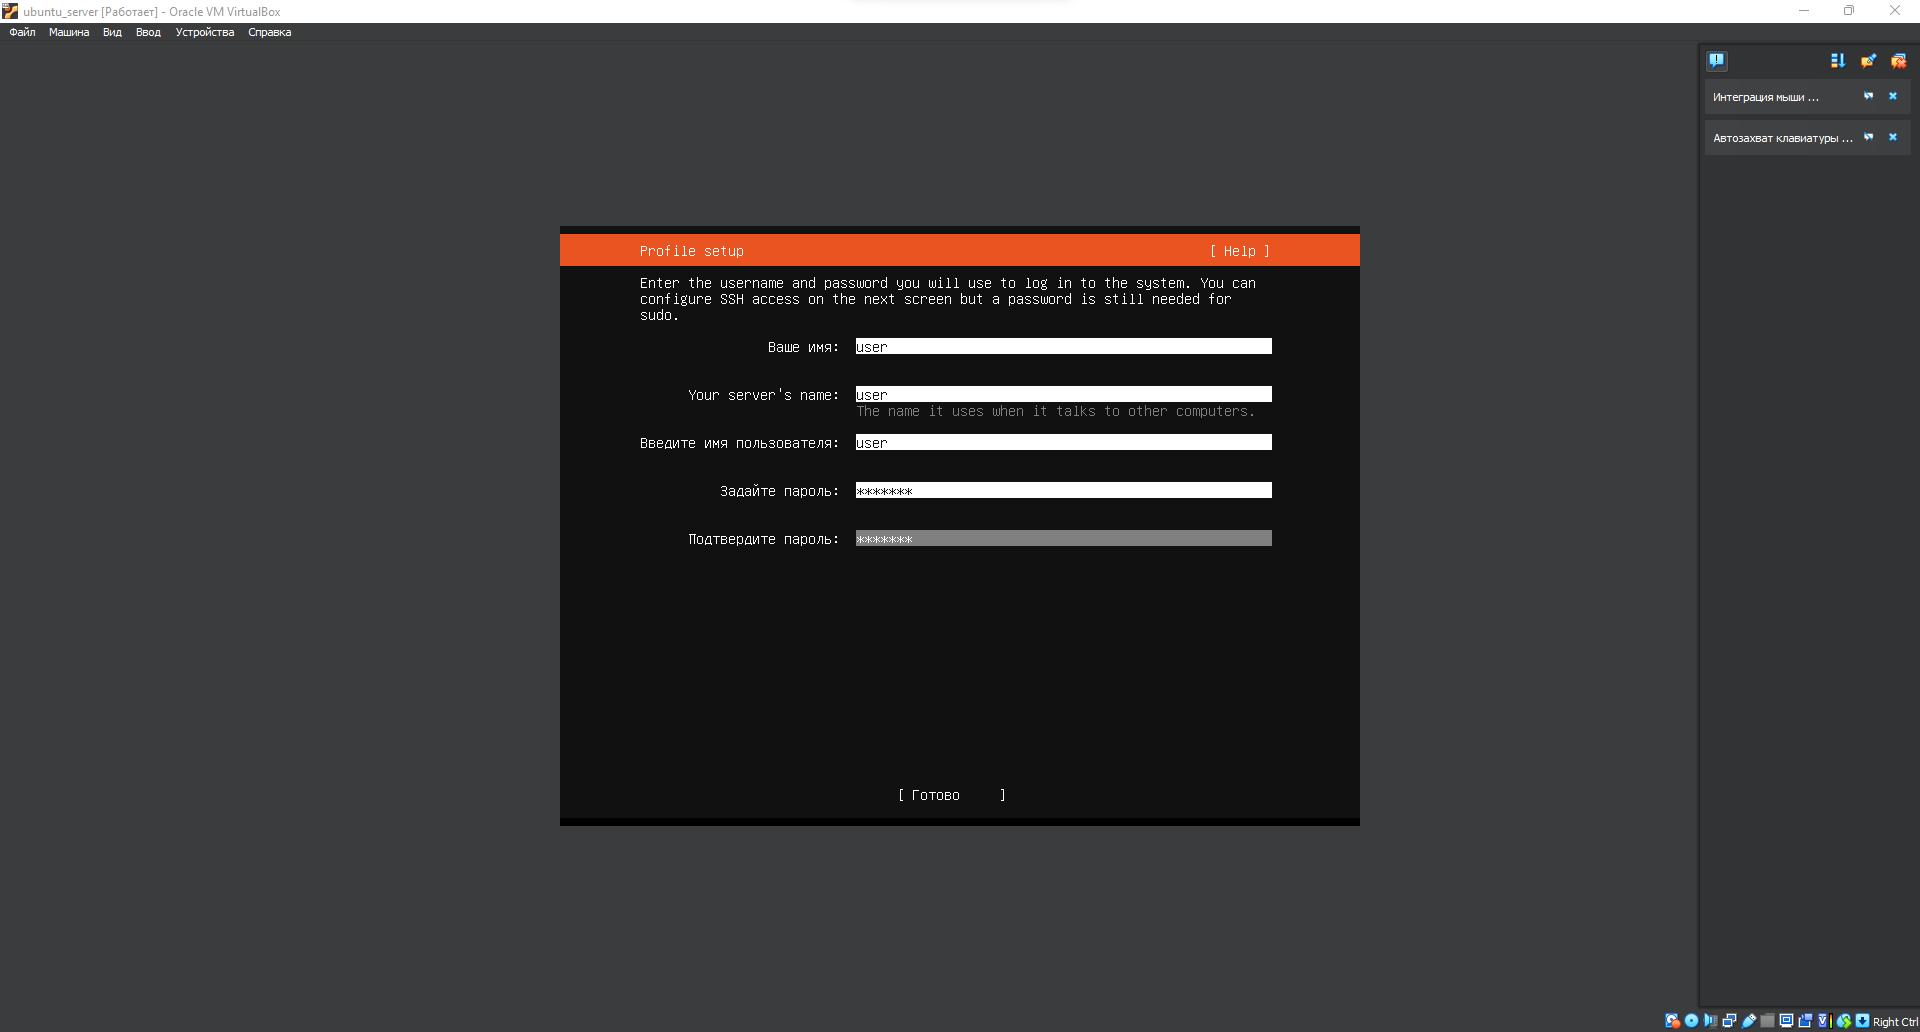 ubuntu_server [Работает] - Oracle VM VirtualBox
Файл Машина Вид Ввод Устройства Справка
Интеграция мыши ...
Автозахват клавиатуры ...
Profile setup [ Help ]
Enter the username and password you will use to log in to the system. You can
configure SSH access on the next screen but a password is still needed for
sudo.
Ваше имя: user
Your server's name: user
The name it uses when it talks to other computers.
Введите имя пользователя: user
Задайте пароль: *******
Подтвердите пароль: *******
[ Готово ]
Right Ctrl